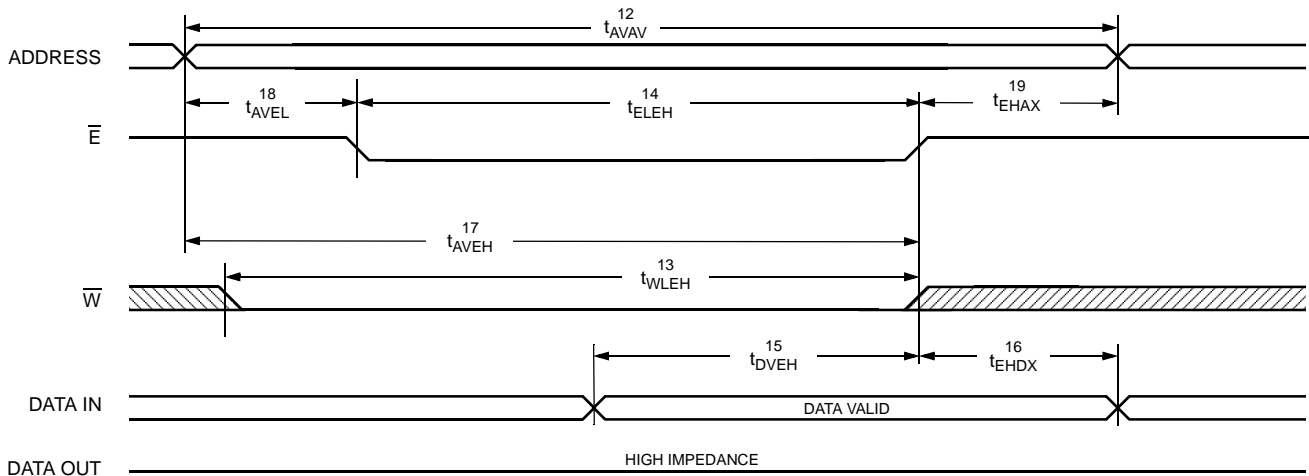 12
tAVAV
ADDRESS
18
tAVEL
14
tELEH
19
tEHAX
E̅
17
tAVEH
13
tWLEH
W̅
15
tDVEH
16
tEHDX
DATA IN
DATA VALID
DATA OUT
HIGH IMPEDANCE